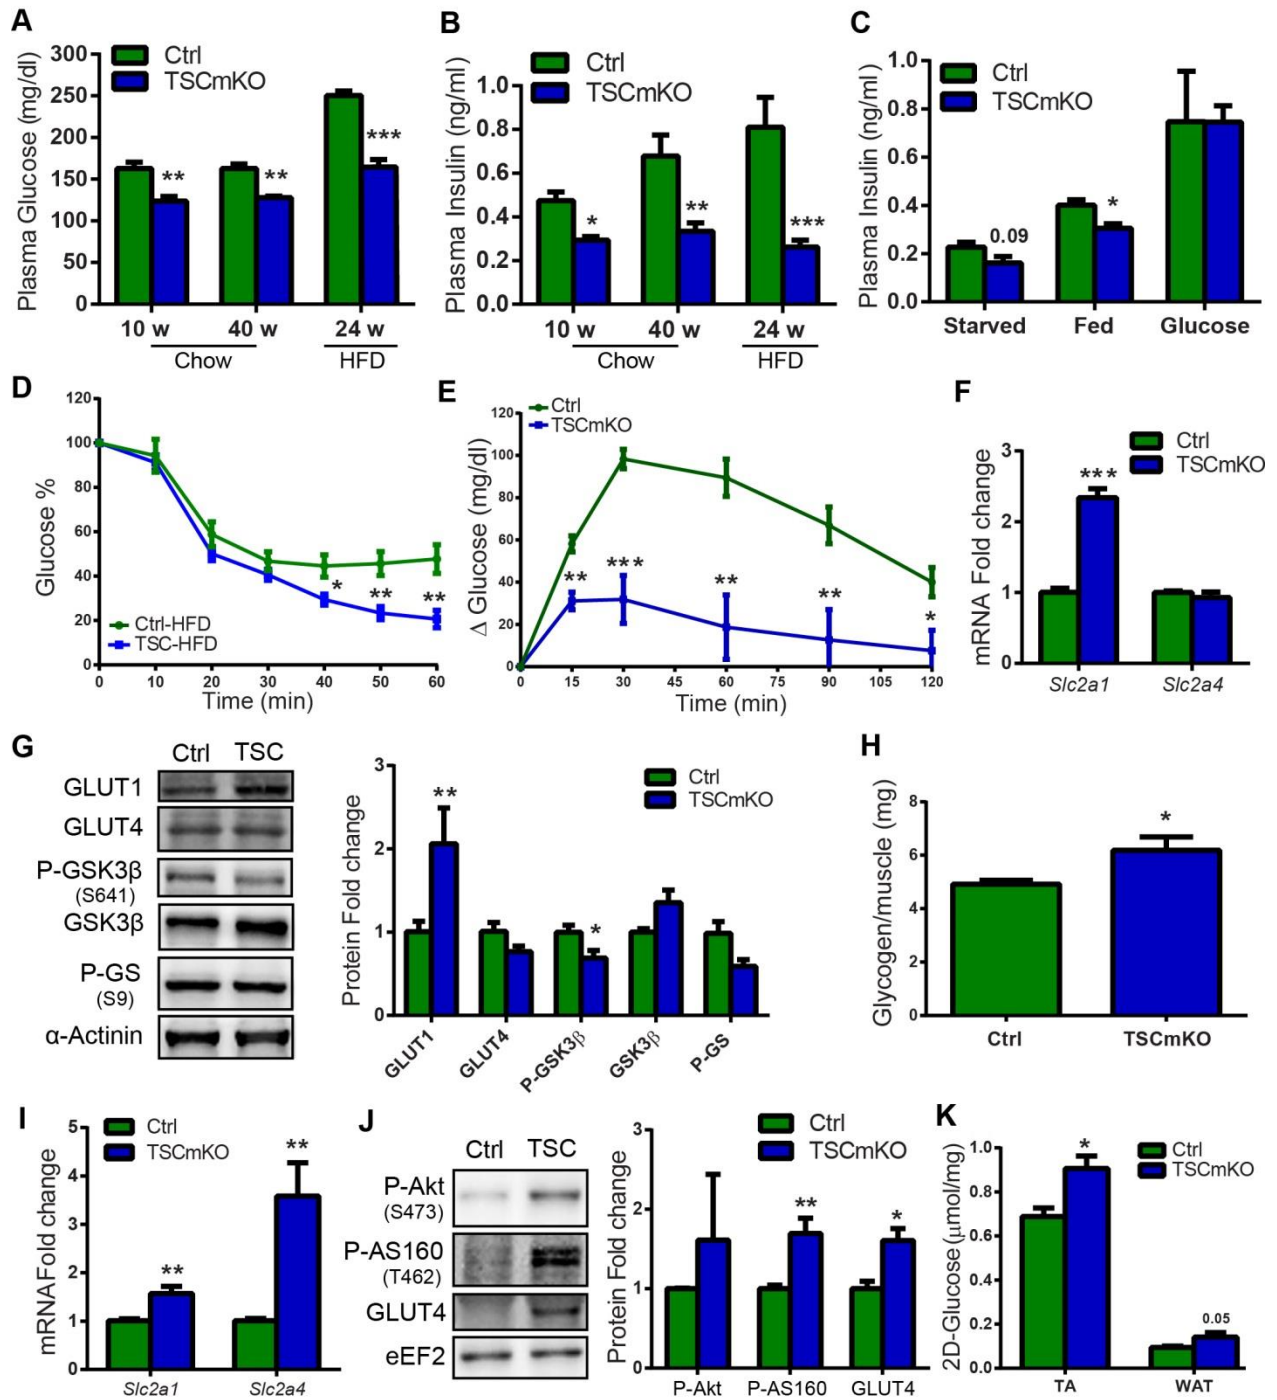 A
Plasma Glucose (mg/dl)
300
250
200
150
100
50
0
Ctrl
TSCmKO
**
**
***
10 w
40 w
24 w
Chow
HFD
B
Plasma Insulin (ng/ml)
1.0
0.8
0.6
0.4
0.2
0.0
Ctrl
TSCmKO
*
**
***
10 w
40 w
24 w
Chow
HFD
C
Plasma Insulin (ng/ml)
1.0
0.8
0.6
0.4
0.2
0.0
Ctrl
TSCmKO
0.09
*
Starved
Fed
Glucose
D
Glucose %
120
100
80
60
40
20
0
*
**
**
Ctrl-HFD
TSC-HFD
0 10 20 30 40 50 60
Time (min)
E
Δ Glucose (mg/dl)
120
100
80
60
40
20
0
Ctrl
TSCmKO
**
***
**
**
*
0 15 30 45 60 75 90 105 120
Time (min)
F
mRNA Fold change
3
2
1
0
Ctrl
TSCmKO
***
Slc2a1
Slc2a4
G
Ctrl TSC
GLUT1
GLUT4
P-GSK3β
(S641)
GSK3β
P-GS
(S9)
α-Actinin
Protein Fold change
3
2
1
0
Ctrl
TSCmKO
**
*
GLUT1
GLUT4
P-GSK3β
GSK3β
P-GS
H
Glycogen/muscle (mg)
8
6
4
2
0
*
Ctrl
TSCmKO
I
mRNAFold change
5
4
3
2
1
0
Ctrl
TSCmKO
**
**
Slc2a1
Slc2a4
J
Ctrl TSC
P-Akt
(S473)
P-AS160
(T462)
GLUT4
eEF2
Protein Fold change
3
2
1
0
Ctrl
TSCmKO
**
*
P-Akt
P-AS160
GLUT4
K
2D-Glucose (μmol/mg)
1.0
0.8
0.6
0.4
0.2
0.0
Ctrl
TSCmKO
*
0.05
TA
WAT